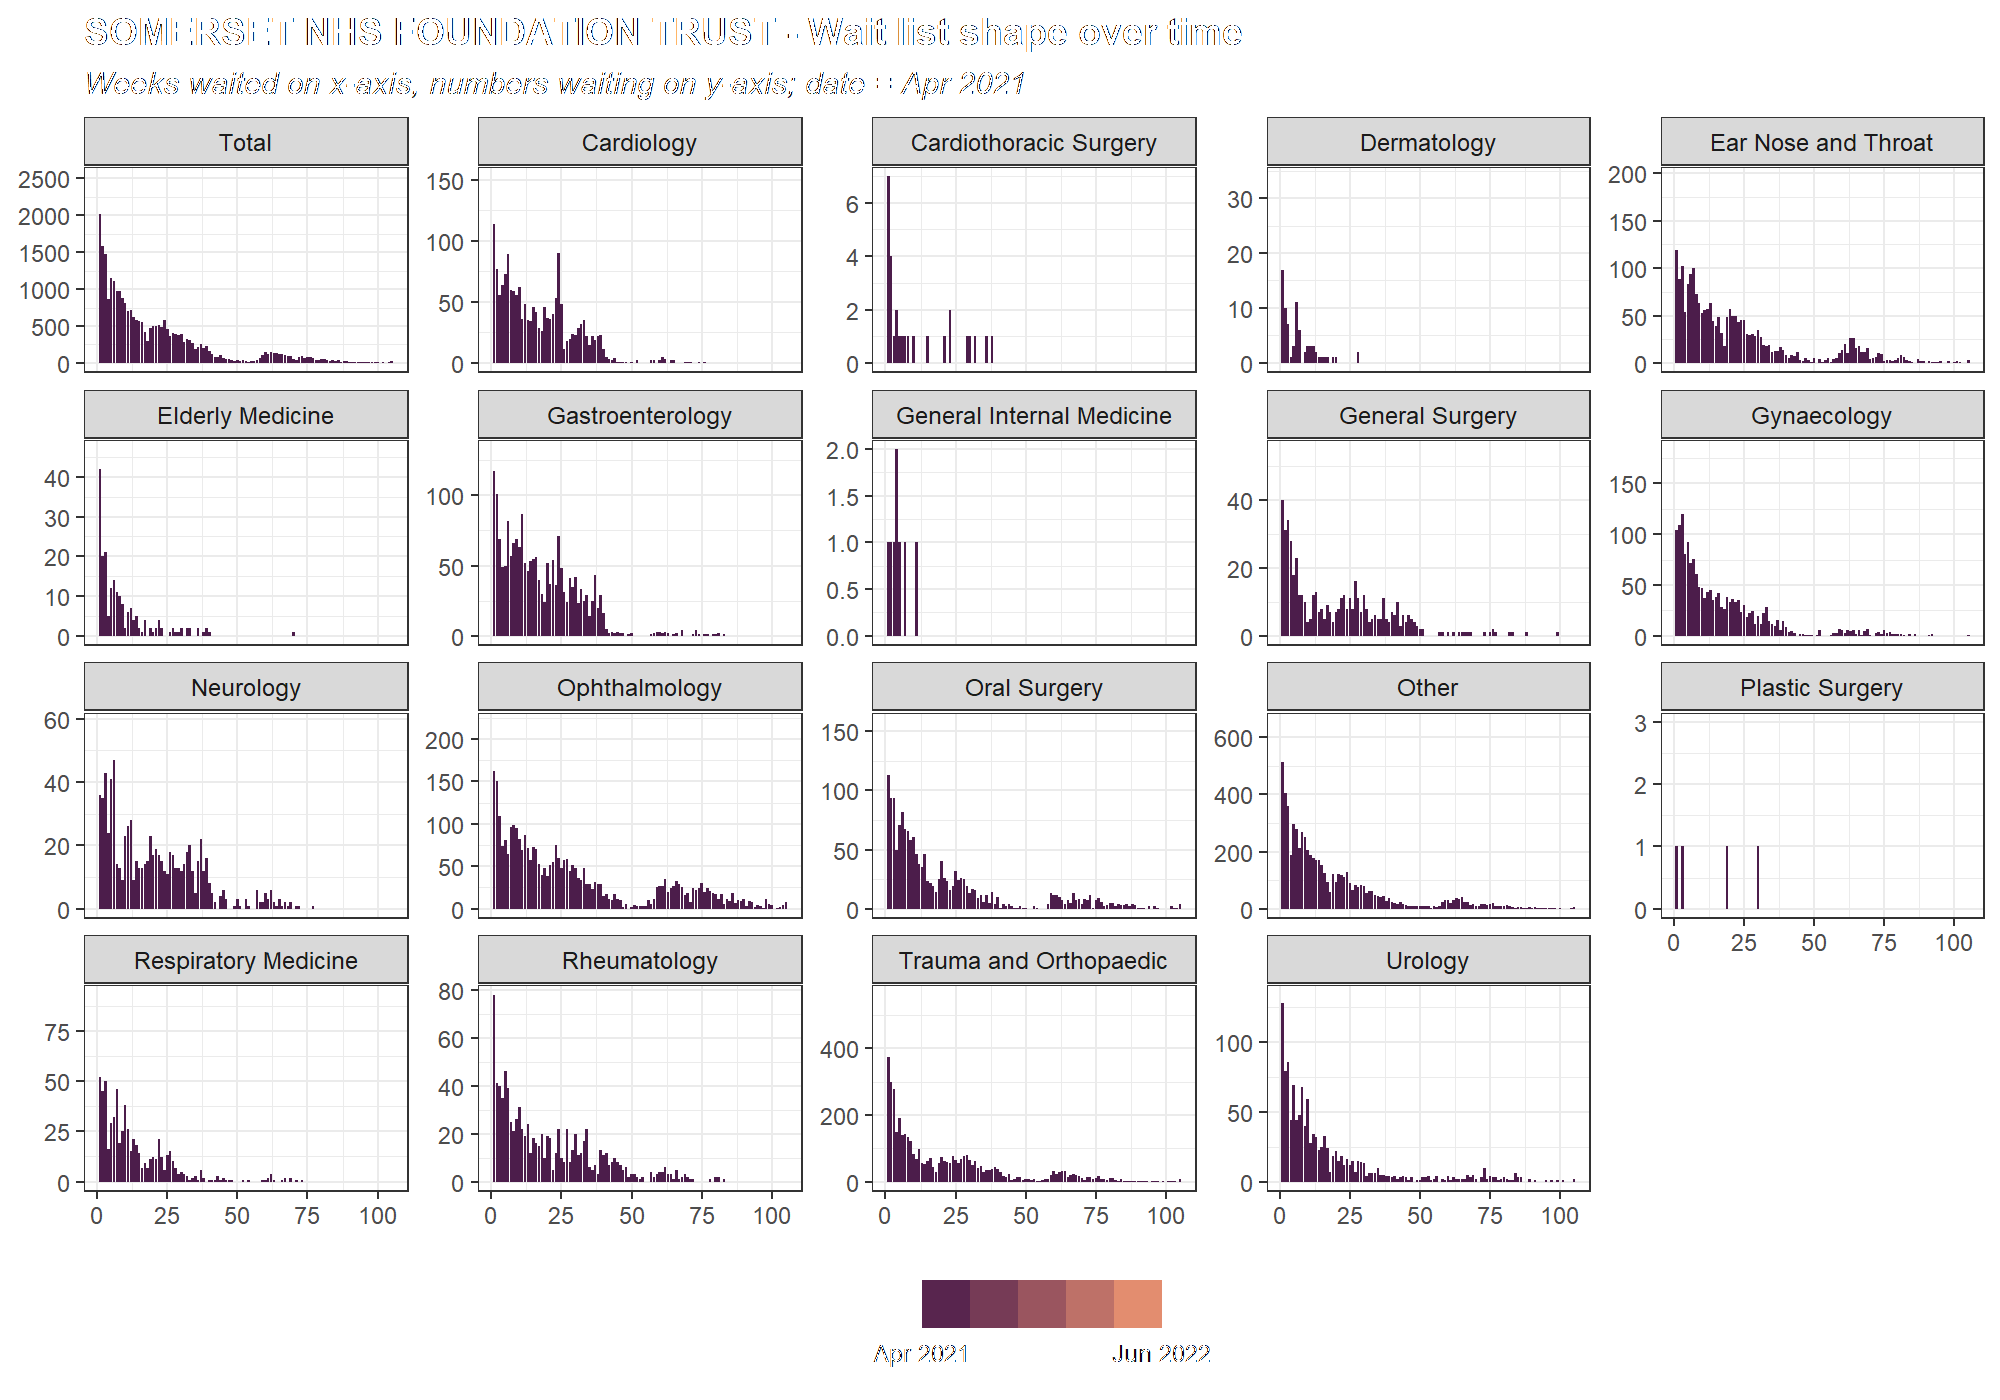 SOMERSET NHS FOUNDATION TRUST - Wait list shape over time
Weeks waited on x-axis, numbers waiting on y-axis; date = Apr 2021
Total
Cardiology
Cardiothoracic Surgery
Dermatology
Ear Nose and Throat
2500
2000
1500
1000
500
0
150
100
50
0
6
4
2
0
30
20
10
0
200
150
100
50
0
Elderly Medicine
Gastroenterology
General Internal Medicine
General Surgery
Gynaecology
40
30
20
10
0
100
50
0
2.0
1.5
1.0
0.5
0.0
40
20
0
150
100
50
0
Neurology
Ophthalmology
Oral Surgery
Other
Plastic Surgery
60
40
20
0
200
150
100
50
0
150
100
50
0
600
400
200
0
3
2
1
0
0 25 50 75 100
Respiratory Medicine
Rheumatology
Trauma and Orthopaedic
Urology
75
50
25
0
80
60
40
20
0
400
200
0
100
50
0
0 25 50 75 100
0 25 50 75 100
0 25 50 75 100
0 25 50 75 100
Apr 2021
Jun 2022